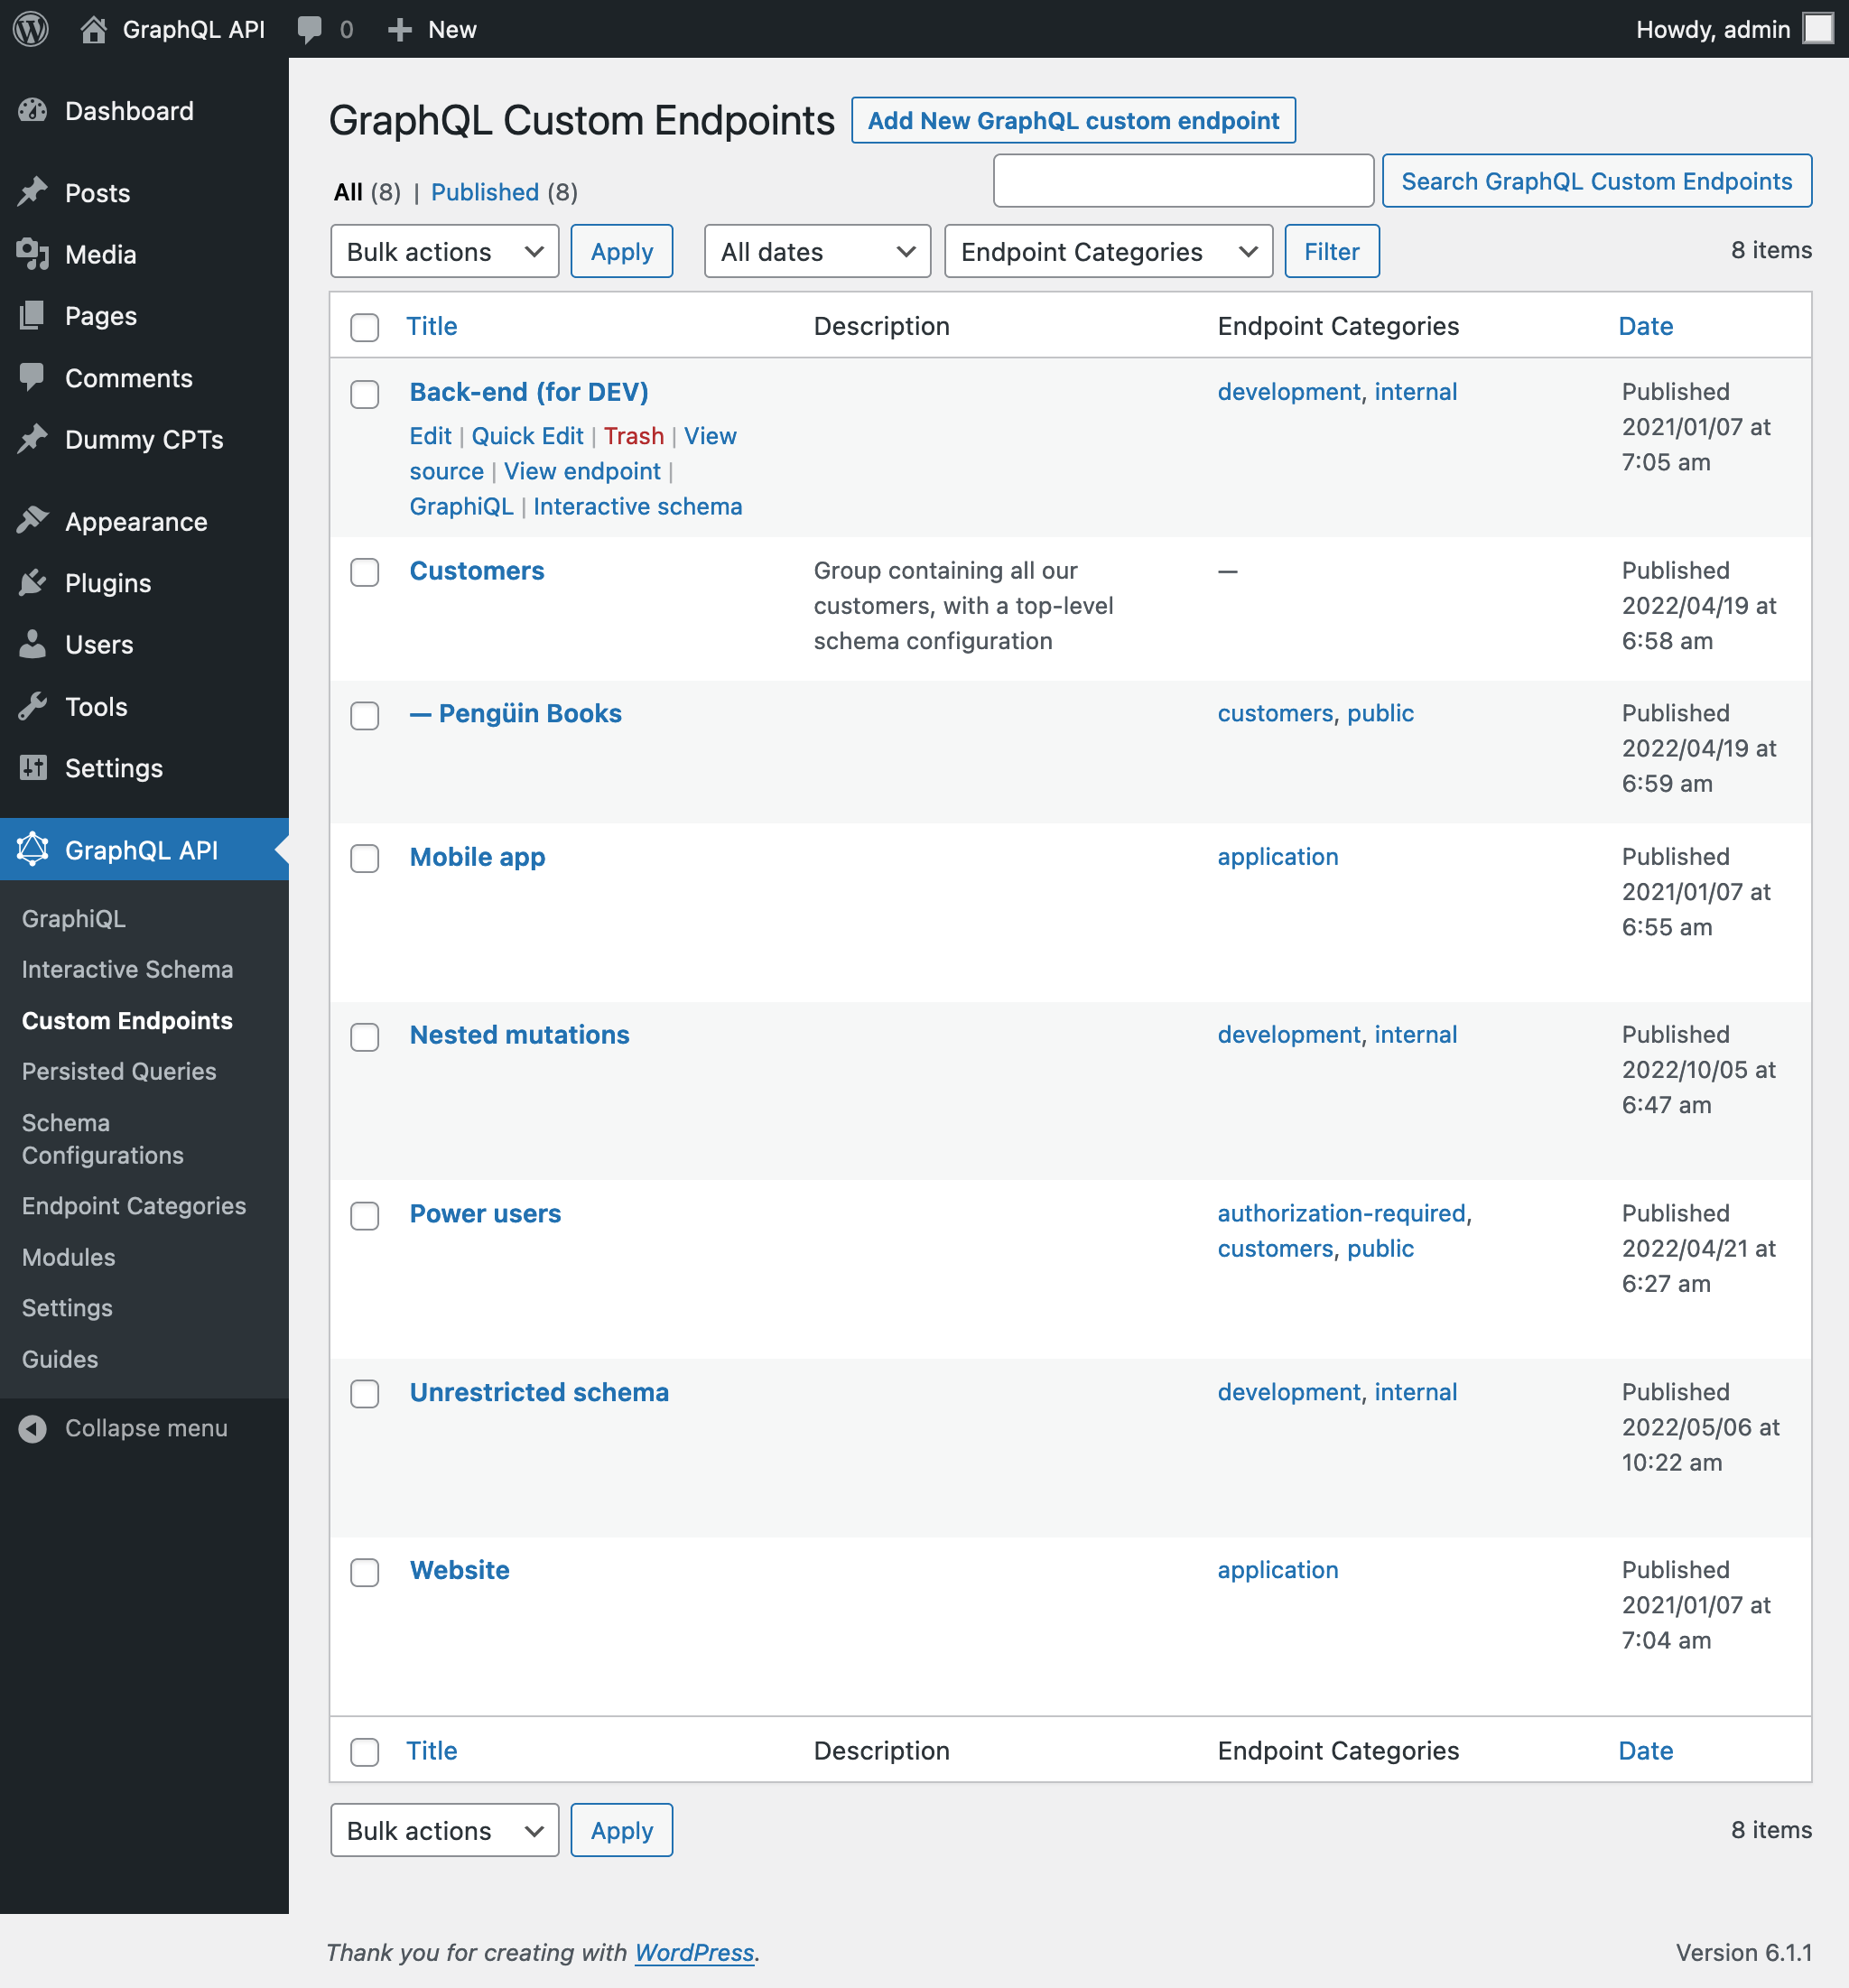 GraphQL API
0
New
Howdy, admin
Dashboard
Posts
Media
Pages
Comments
Dummy CPTs
Appearance
Plugins
Users
Tools
Settings
GraphQL API
GraphiQL
Interactive Schema
Custom Endpoints
Persisted Queries
Schema
Configurations
Endpoint Categories
Modules
Settings
Guides
Collapse menu
GraphQL Custom Endpoints
Add New GraphQL custom endpoint
All (8) | Published (8)
Search GraphQL Custom Endpoints
Bulk actions
Apply
All dates
Endpoint Categories
Filter
8 items
Title
Description
Endpoint Categories
Date
Back-end (for DEV)
Edit | Quick Edit | Trash | View
source | View endpoint |
GraphiQL | Interactive schema
development, internal
Published
2021/01/07 at
7:05 am
Customers
Group containing all our
customers, with a top-level
schema configuration
—
Published
2022/04/19 at
6:58 am
— Pengüin Books
customers, public
Published
2022/04/19 at
6:59 am
Mobile app
application
Published
2021/01/07 at
6:55 am
Nested mutations
development, internal
Published
2022/10/05 at
6:47 am
Power users
authorization-required,
customers, public
Published
2022/04/21 at
6:27 am
Unrestricted schema
development, internal
Published
2022/05/06 at
10:22 am
Website
application
Published
2021/01/07 at
7:04 am
Title
Description
Endpoint Categories
Date
Bulk actions
Apply
8 items
Thank you for creating with WordPress.
Version 6.1.1